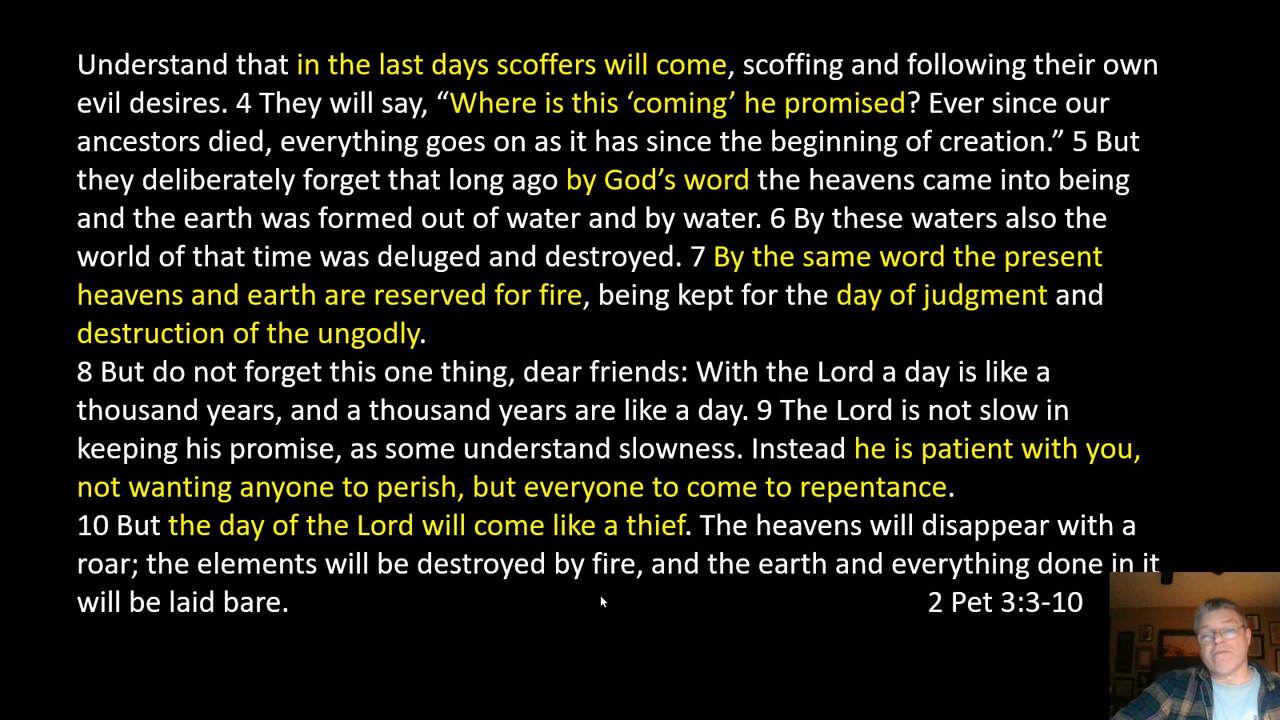 Understand that in the last days scoffers will come, scoffing and following their own
evil desires. 4 They will say, “Where is this ‘coming’ he promised? Ever since our
ancestors died, everything goes on as it has since the beginning of creation.” 5 But
they deliberately forget that long ago by God’s word the heavens came into being
and the earth was formed out of water and by water. 6 By these waters also the
world of that time was deluged and destroyed. 7 By the same word the present
heavens and earth are reserved for fire, being kept for the day of judgment and
destruction of the ungodly.
8 But do not forget this one thing, dear friends: With the Lord a day is like a
thousand years, and a thousand years are like a day. 9 The Lord is not slow in
keeping his promise, as some understand slowness. Instead he is patient with you,
not wanting anyone to perish, but everyone to come to repentance.
10 But the day of the Lord will come like a thief. The heavens will disappear with a
roar; the elements will be destroyed by fire, and the earth and everything done in it
will be laid bare. 2 Pet 3:3-10